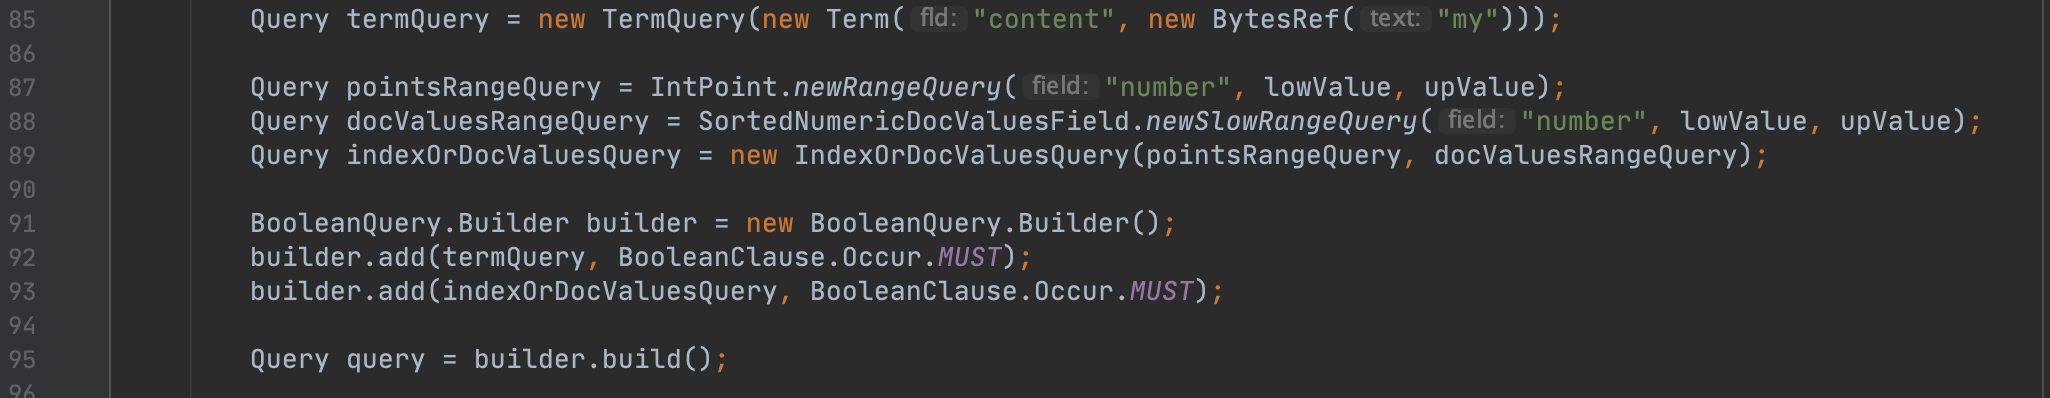 85 Query termQuery = new TermQuery(new Term( fld: "content", new BytesRef( text: "my")));
86
87 Query pointsRangeQuery = IntPoint.newRangeQuery( field: "number", lowValue, upValue);
88 Query docValuesRangeQuery = SortedNumericDocValuesField.newSlowRangeQuery( field: "number", lowValue, upValue);
89 Query indexOrDocValuesQuery = new IndexOrDocValuesQuery(pointsRangeQuery, docValuesRangeQuery);
90
91 BooleanQuery.Builder builder = new BooleanQuery.Builder();
92 builder.add(termQuery, BooleanClause.Occur.MUST);
93 builder.add(indexOrDocValuesQuery, BooleanClause.Occur.MUST);
94
95 Query query = builder.build();
96